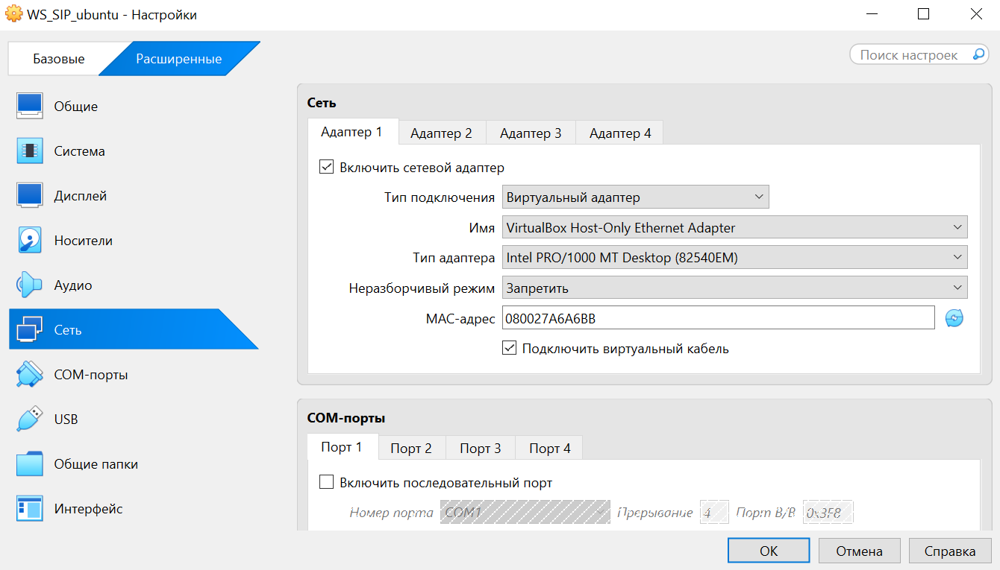 WS_SIP_ubuntu - Настройки
Базовые
Расширенные
Поиск настроек
Общие
Система
Дисплей
Носители
Аудио
Сеть
COM-порты
USB
Общие папки
Интерфейс
Сеть
Адаптер 1
Адаптер 2
Адаптер 3
Адаптер 4
Включить сетевой адаптер
Тип подключения
Виртуальный адаптер
Имя
VirtualBox Host-Only Ethernet Adapter
Тип адаптера
Intel PRO/1000 MT Desktop (82540EM)
Неразборчивый режим
Запретить
MAC-адрес
080027A6A6BB
Подключить виртуальный кабель
COM-порты
Порт 1
Порт 2
Порт 3
Порт 4
Включить последовательный порт
Номер порта
COM1
Прерывание
4
Порт В/В
0x3F8
OK
Отмена
Справка